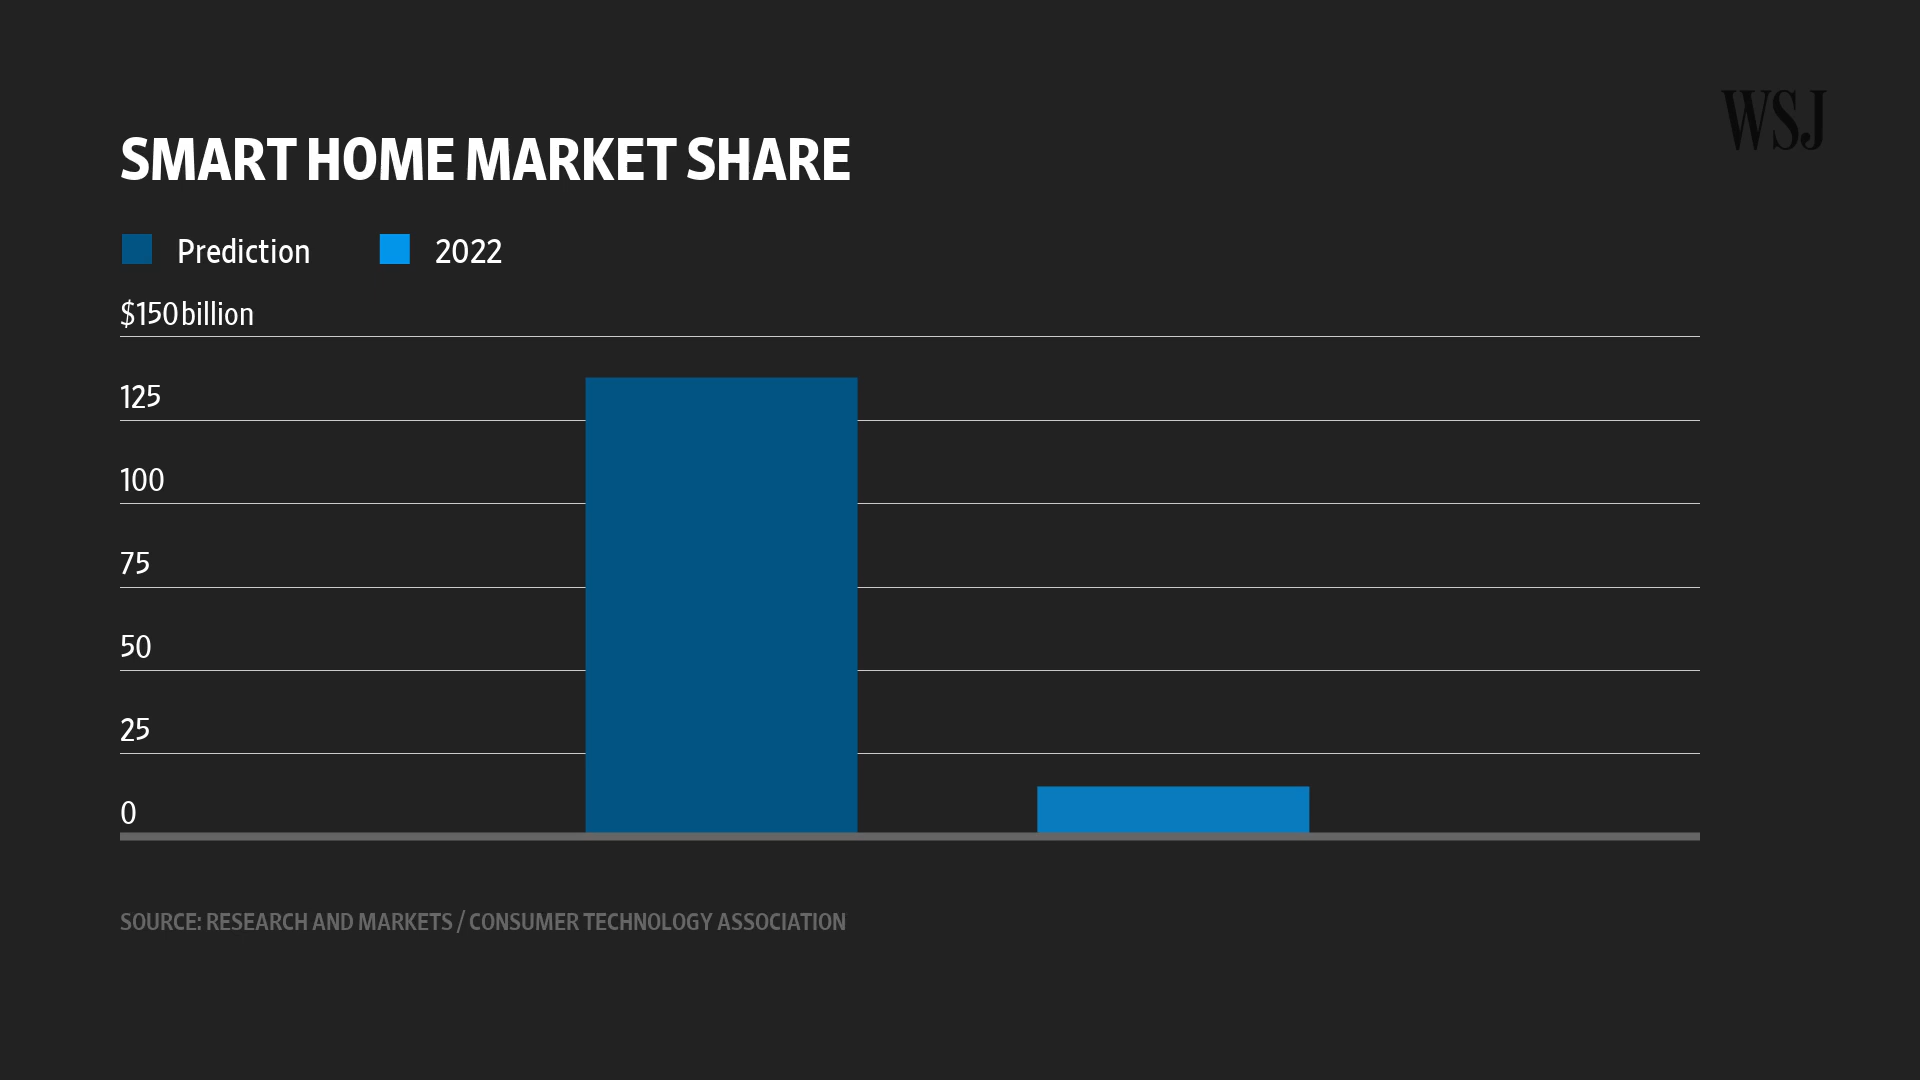 WSJ
SMART HOME MARKET SHARE
Prediction 2022
$150 billion
125
100
75
50
25
0
SOURCE: RESEARCH AND MARKETS / CONSUMER TECHNOLOGY ASSOCIATION